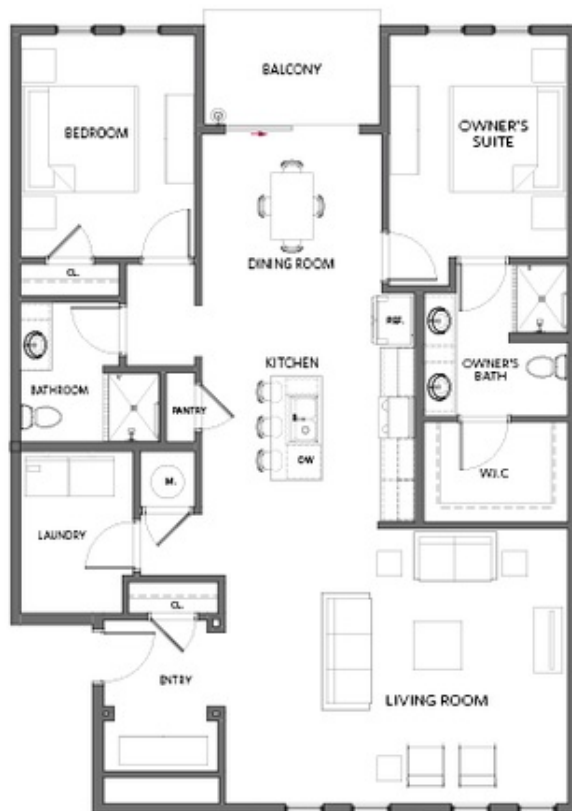 BALCONY
BEDROOM
OWNER'S
SUITE
DINING ROOM
CL.
REF.
KITCHEN
OWNER'S
BATH
BATHROOM
PANTRY
DW
W.I.C
M.
LAUNDRY
CL.
ENTRY
LIVING ROOM